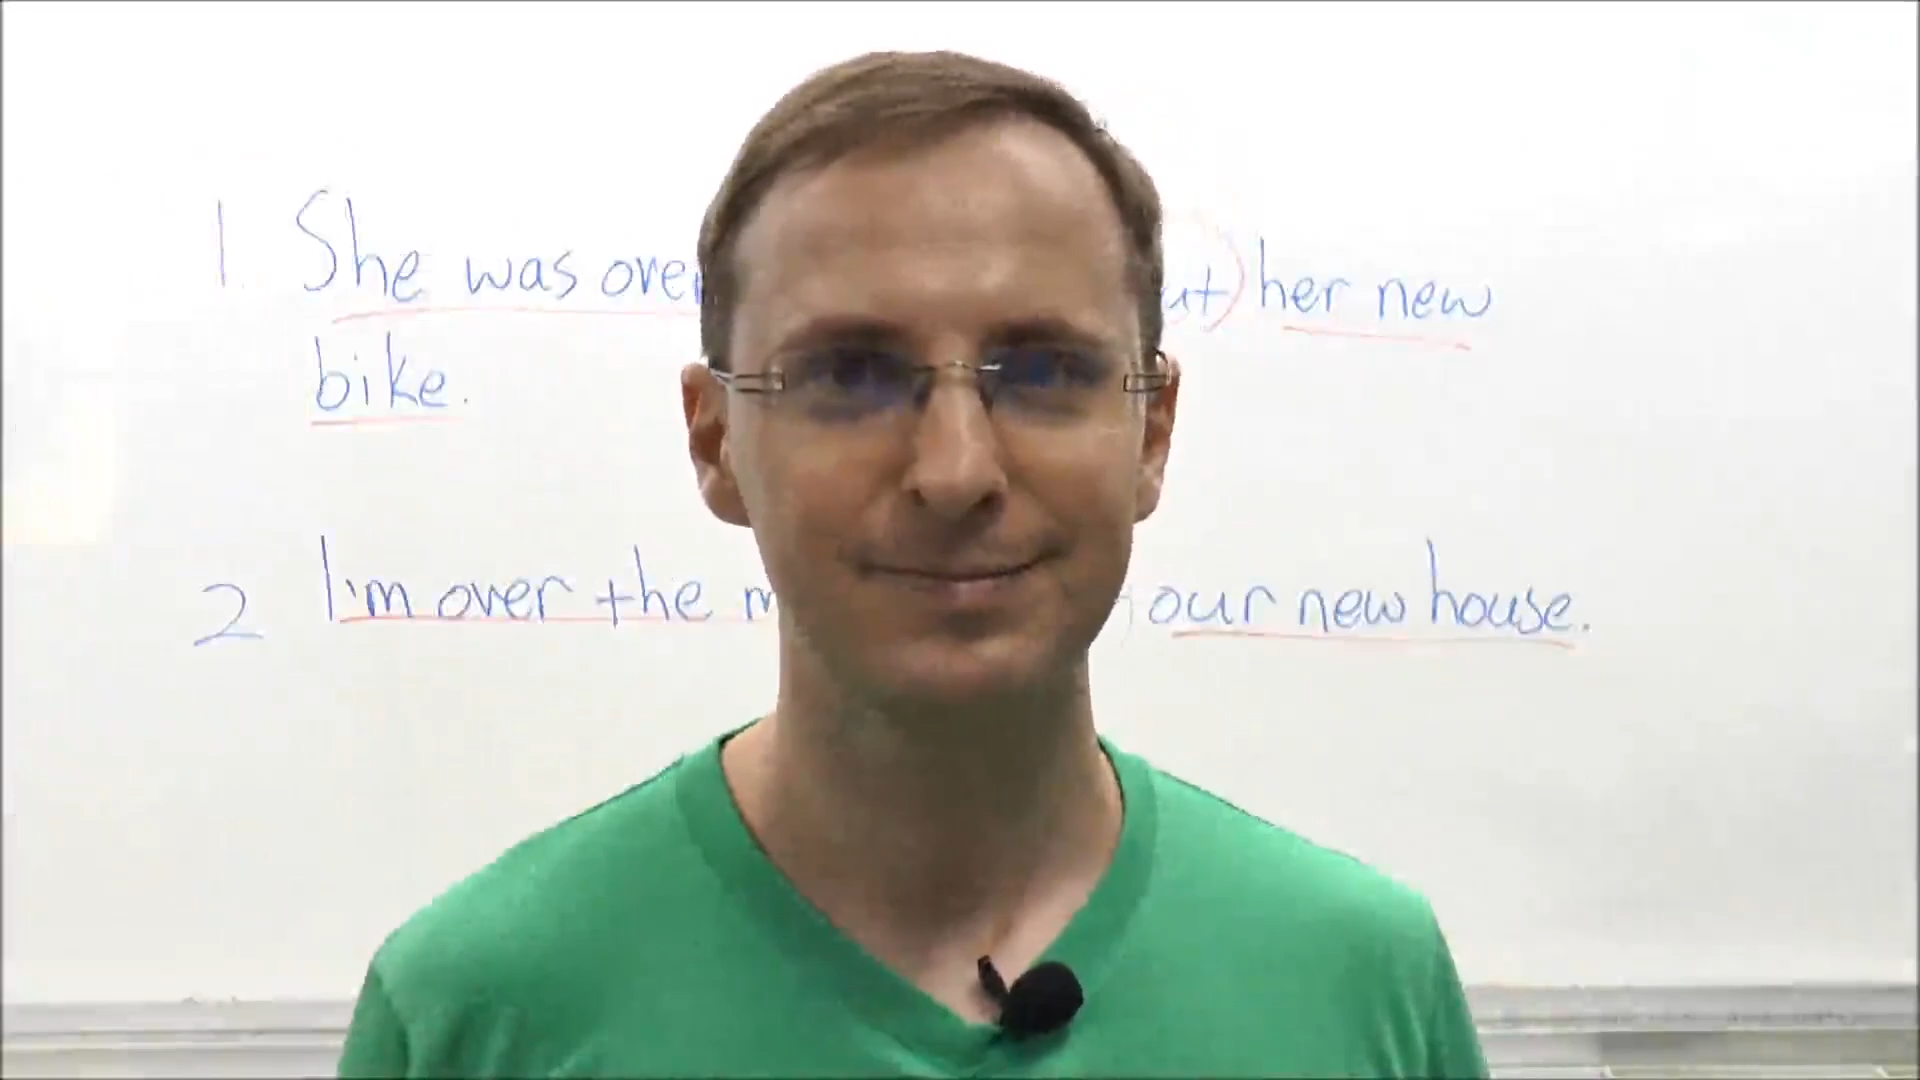 1. She was over her new
bike.
2 I'm over the our new house.